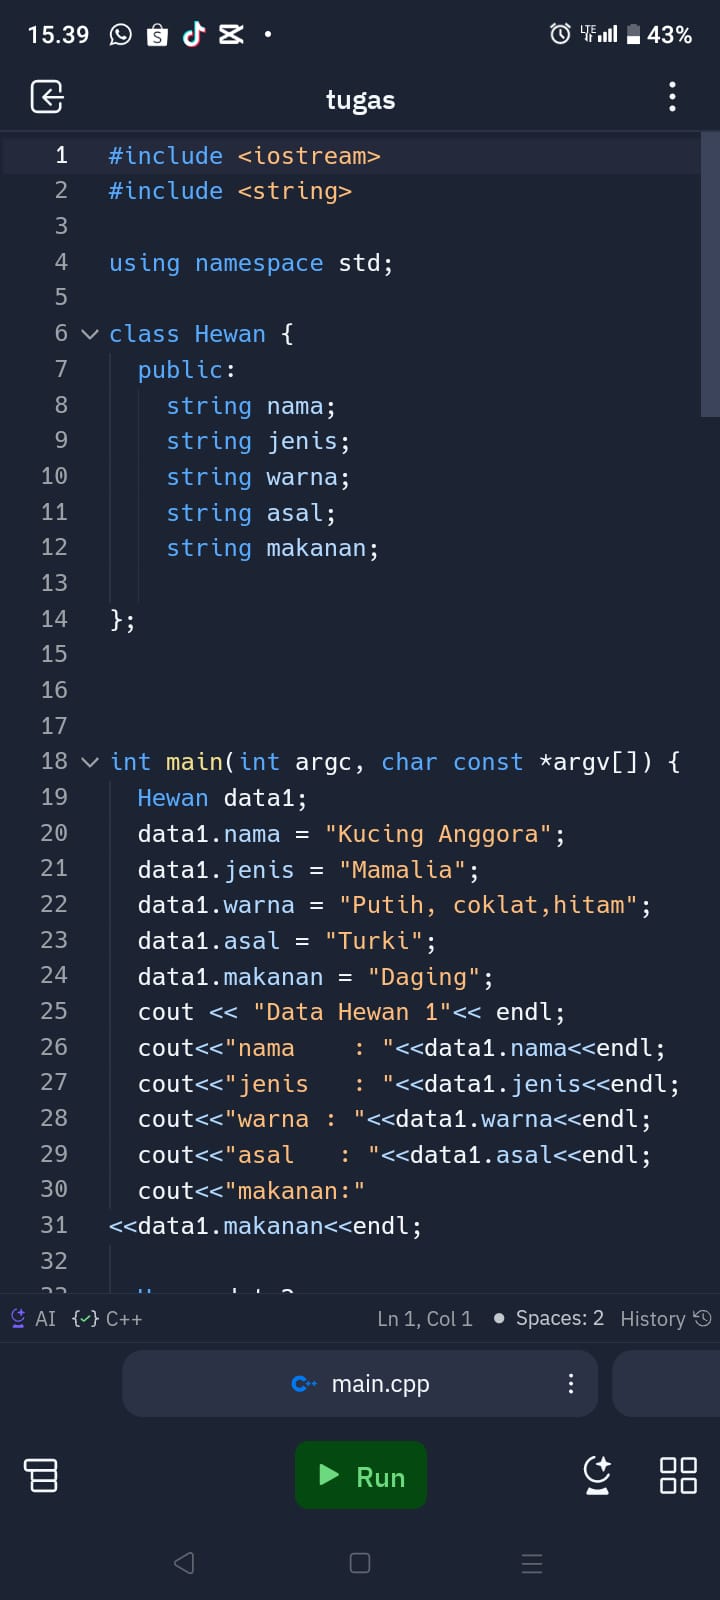 15.39 LTE 43%
tugas
1 #include <iostream>
2 #include <string>
3
4 using namespace std;
5
6 class Hewan {
7 public:
8 string nama;
9 string jenis;
10 string warna;
11 string asal;
12 string makanan;
13
14 };
15
16
17
18 int main(int argc, char const *argv[]) {
19 Hewan data1;
20 data1.nama = "Kucing Anggora";
21 data1.jenis = "Mamalia";
22 data1.warna = "Putih, coklat,hitam";
23 data1.asal = "Turki";
24 data1.makanan = "Daging";
25 cout << "Data Hewan 1"<< endl;
26 cout<<"nama    : "<<data1.nama<<endl;
27 cout<<"jenis   : "<<data1.jenis<<endl;
28 cout<<"warna : "<<data1.warna<<endl;
29 cout<<"asal   : "<<data1.asal<<endl;
30 cout<<"makanan:"
31 <<data1.makanan<<endl;
32
AI {✓} C++ Ln 1, Col 1 Spaces: 2 History
C++ main.cpp
Run